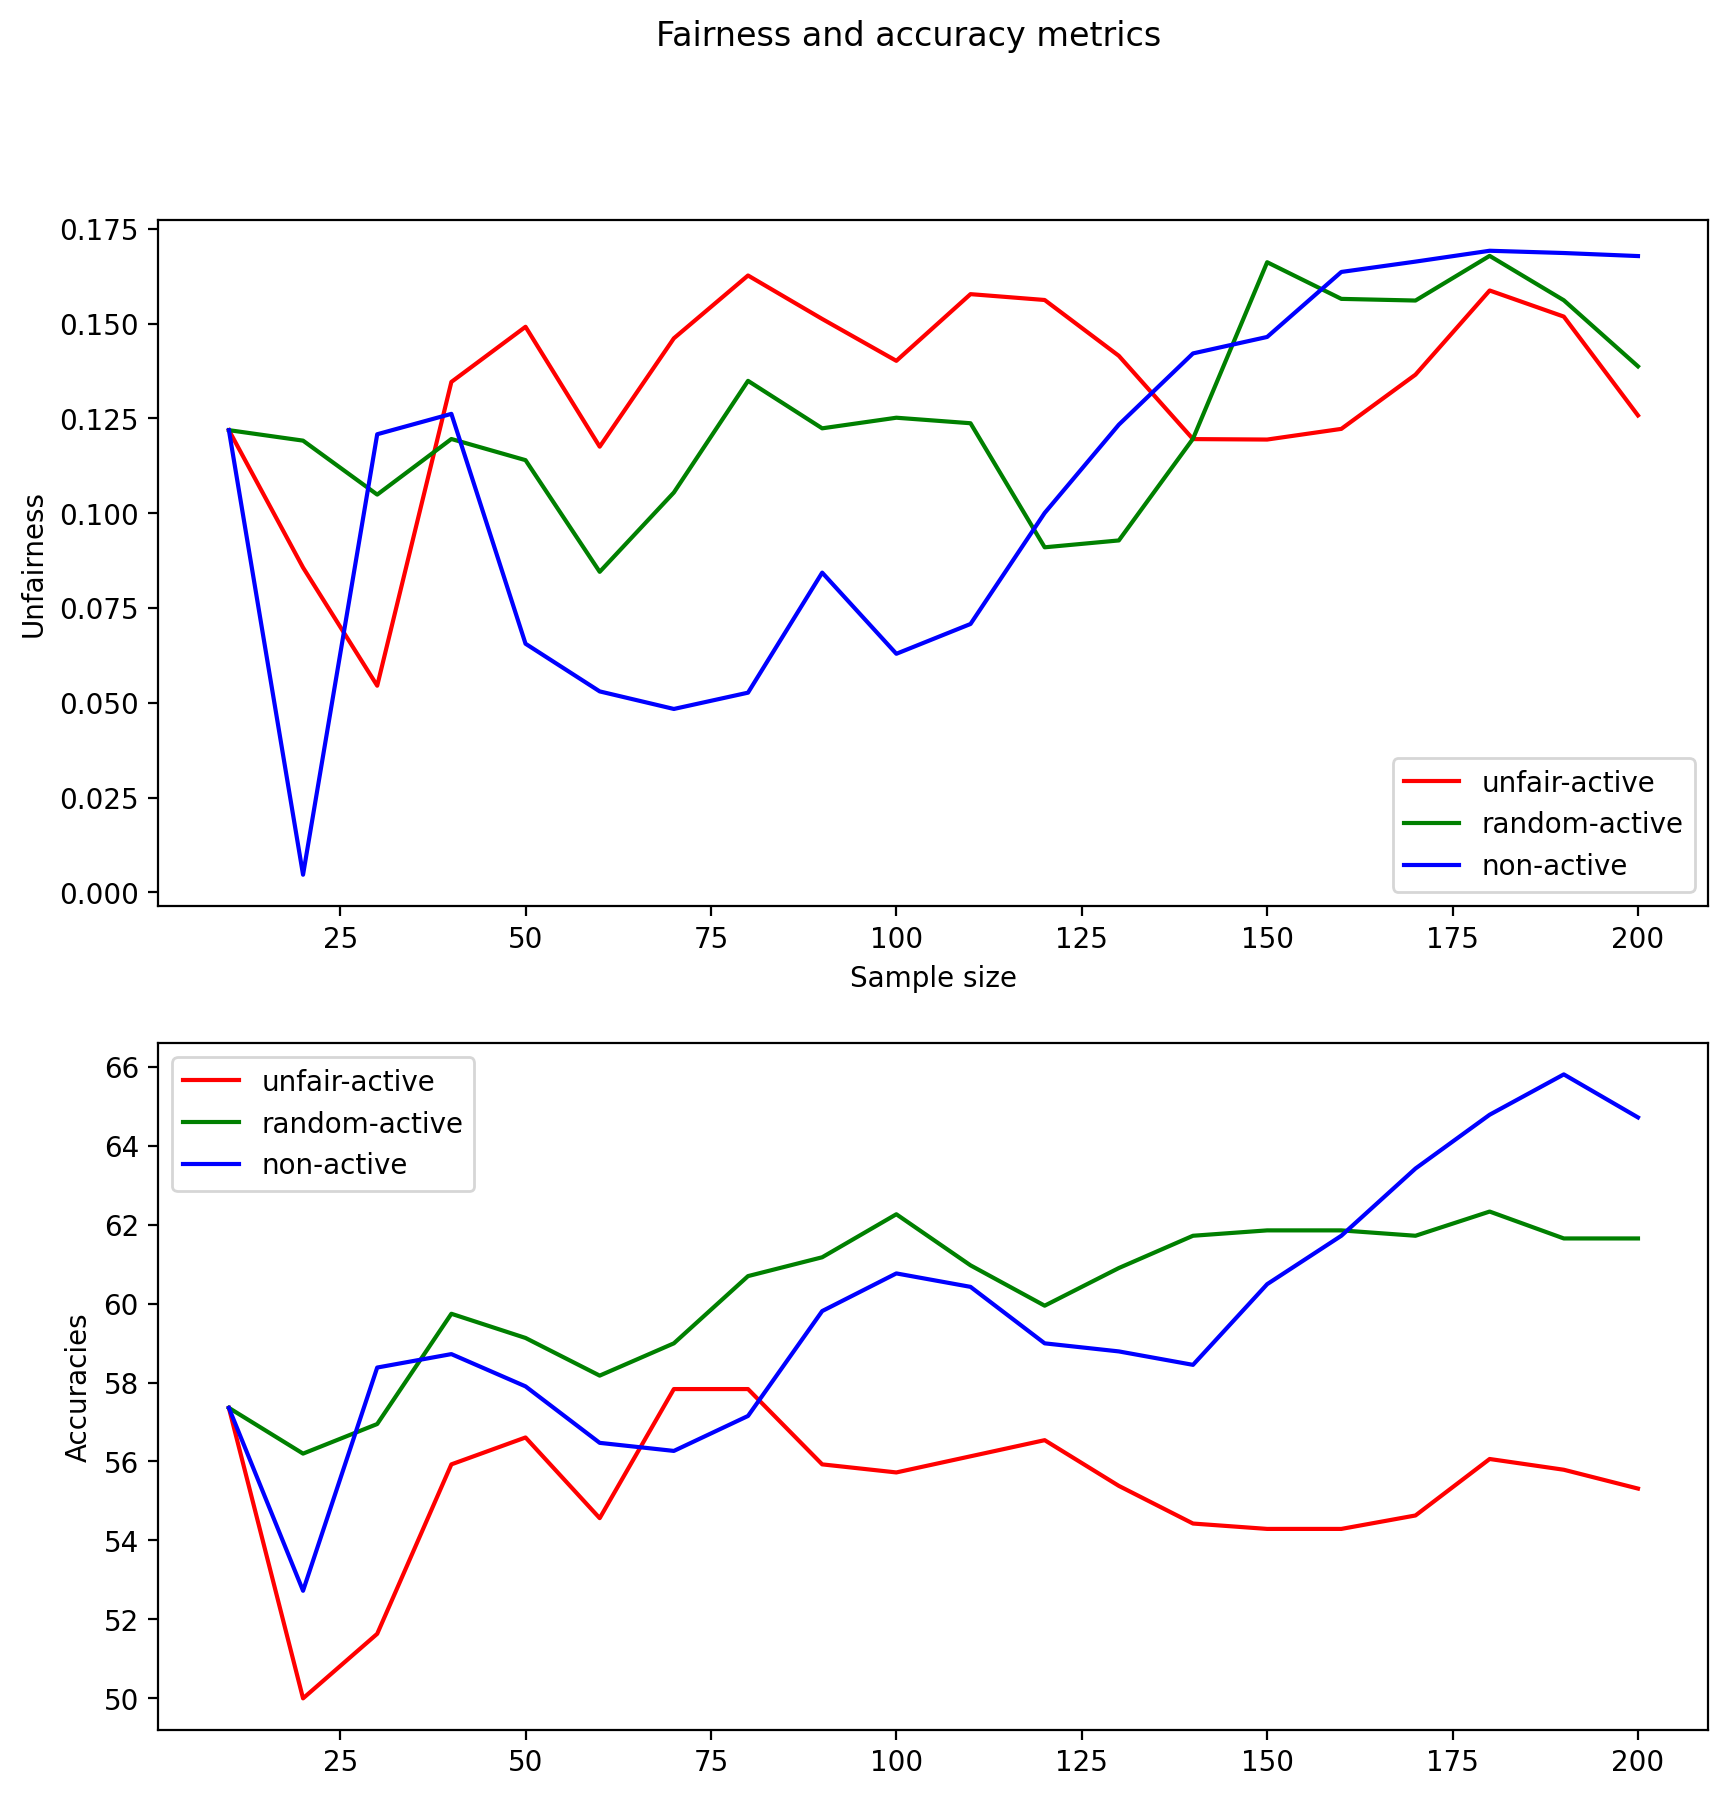 Fairness and accuracy metrics
0.175
0.150
0.125
0.100
0.075
0.050
0.025
0.000
Unfairness
unfair-active
random-active
non-active
25 50 75 100 125 150 175 200
Sample size
66
64
62
60
58
56
54
52
50
Accuracies
unfair-active
random-active
non-active
25 50 75 100 125 150 175 200